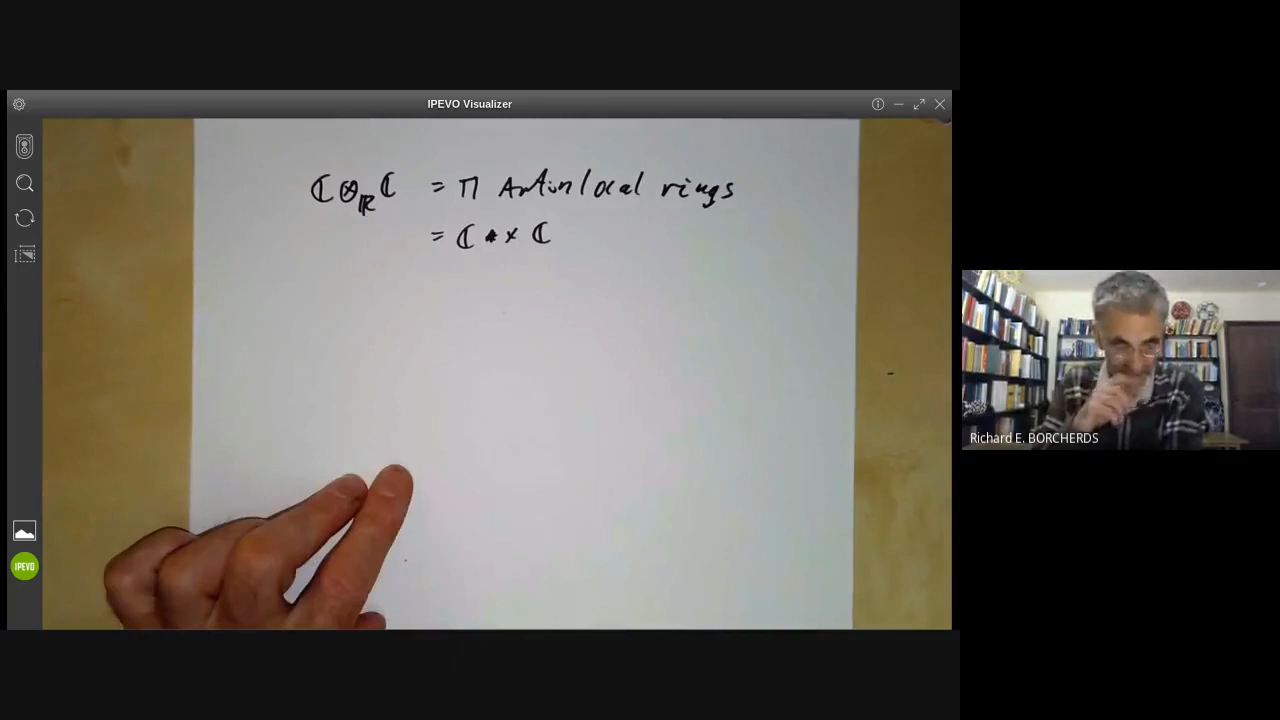 IPEVO Visualizer
ℂ⊗_ℝ ℂ = Π Artin local rings
= ℂ × ℂ
IPEVO
Richard E. BORCHERDS